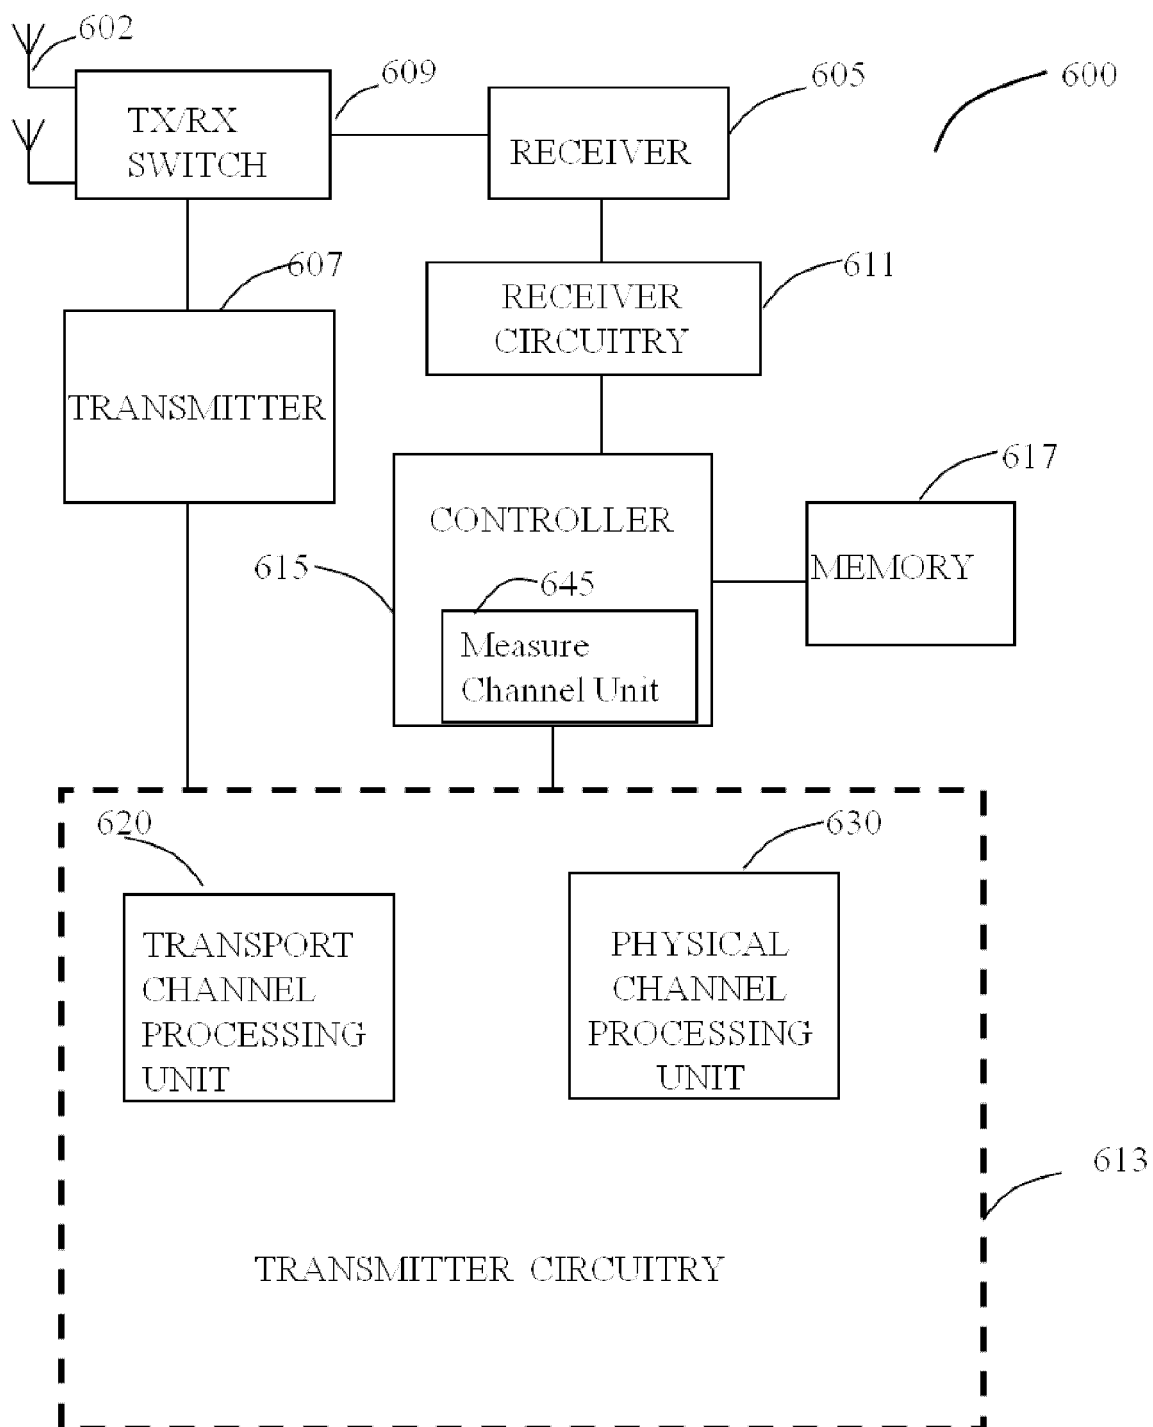 602
609
605
600
TX/RX
SWITCH
RECEIVER
607
611
RECEIVER
CIRCUITRY
TRANSMITTER
617
CONTROLLER
615
645
MEMORY
Measure
Channel Unit
620
630
TRANSPORT
CHANNEL
PROCESSING
UNIT
PHYSICAL
CHANNEL
PROCESSING
UNIT
613
TRANSMITTER CIRCUITRY